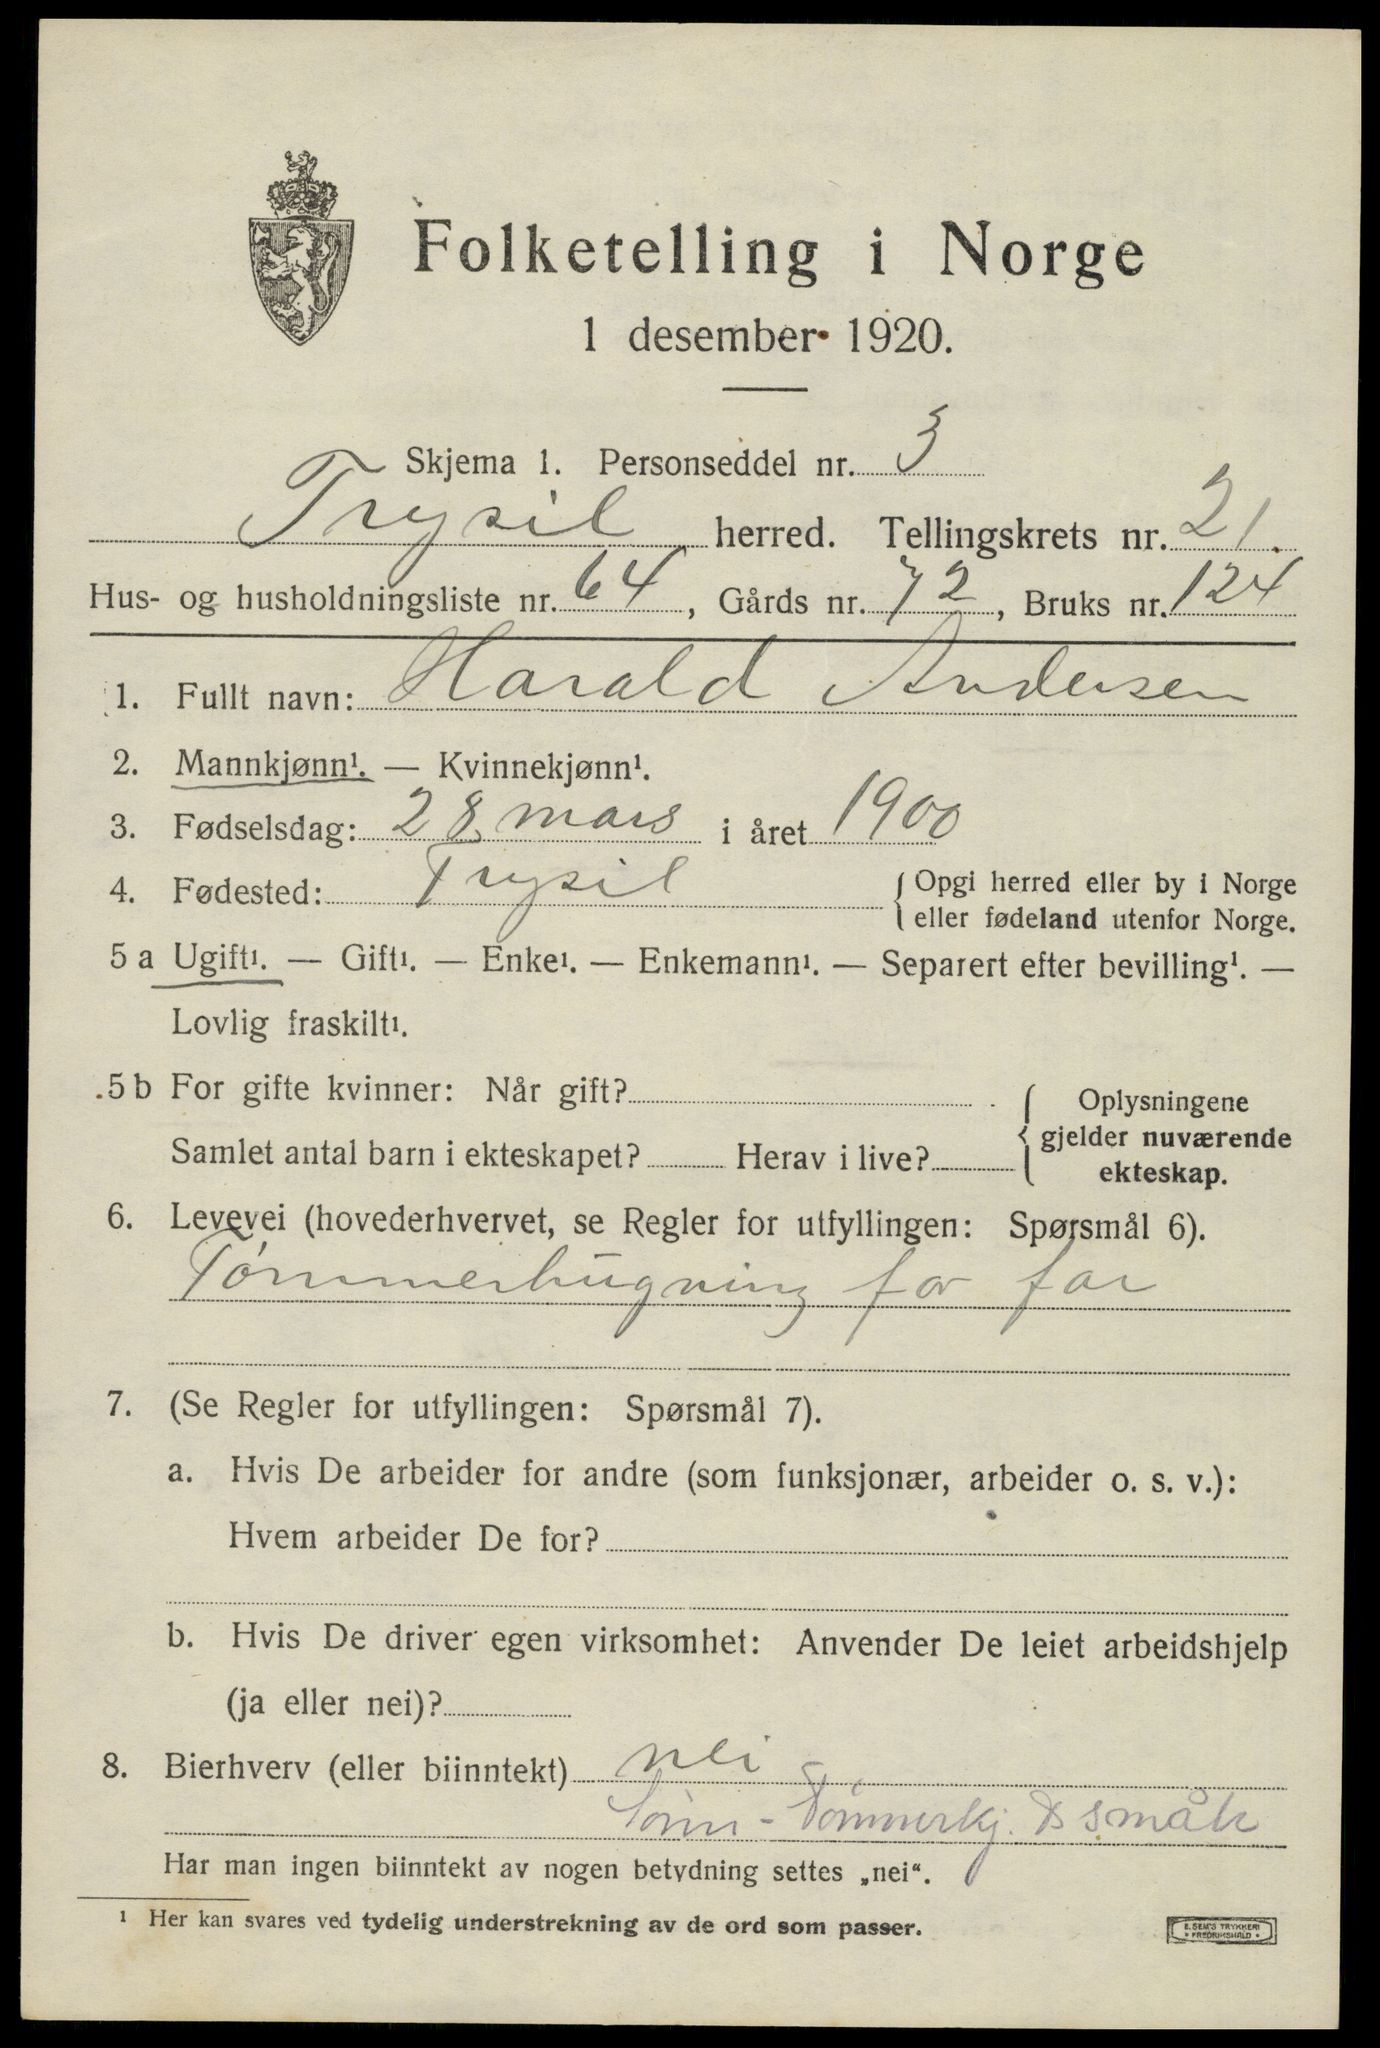 Folketelling i Norge
1 desember 1920.
Skjema 1. Personseddel nr. 3
Trysil herred. Tellingskrets nr. 21.
Hus- og husholdningsliste nr. 64, Gårds nr. 72, Bruks nr. 124
1. Fullt navn: Harald Andersen
2. Mannkjønn¹. — Kvinnekjønn¹.
3. Fødselsdag: 28 mars i året 1900
4. Fødested: Trysil { Opgi herred eller by i Norge
eller fødeland utenfor Norge.
5 a Ugift¹. — Gift¹. — Enke¹. — Enkemann¹. — Separert efter bevilling¹. —
Lovlig fraskilt¹.
5 b For gifte kvinner: Når gift?
Samlet antal barn i ekteskapet? Herav i live?
{ Oplysningene
gjelder nuværende
ekteskap.
6. Levevei (hovederhvervet, se Regler for utfyllingen: Spørsmål 6).
Tømmerhugning for far
7. (Se Regler for utfyllingen: Spørsmål 7).
a. Hvis De arbeider for andre (som funksjonær, arbeider o. s. v.):
Hvem arbeider De for?
b. Hvis De driver egen virksomhet: Anvender De leiet arbeidshjelp
(ja eller nei)?
8. Bierhverv (eller biinntekt) nei -
Tømmerkj. småk
Har man ingen biinntekt av nogen betydning settes „nei“.
¹ Her kan svares ved tydelig understrekning av de ord som passer.
E. SEM'S TRYKKERI
FREDRIKSHALD